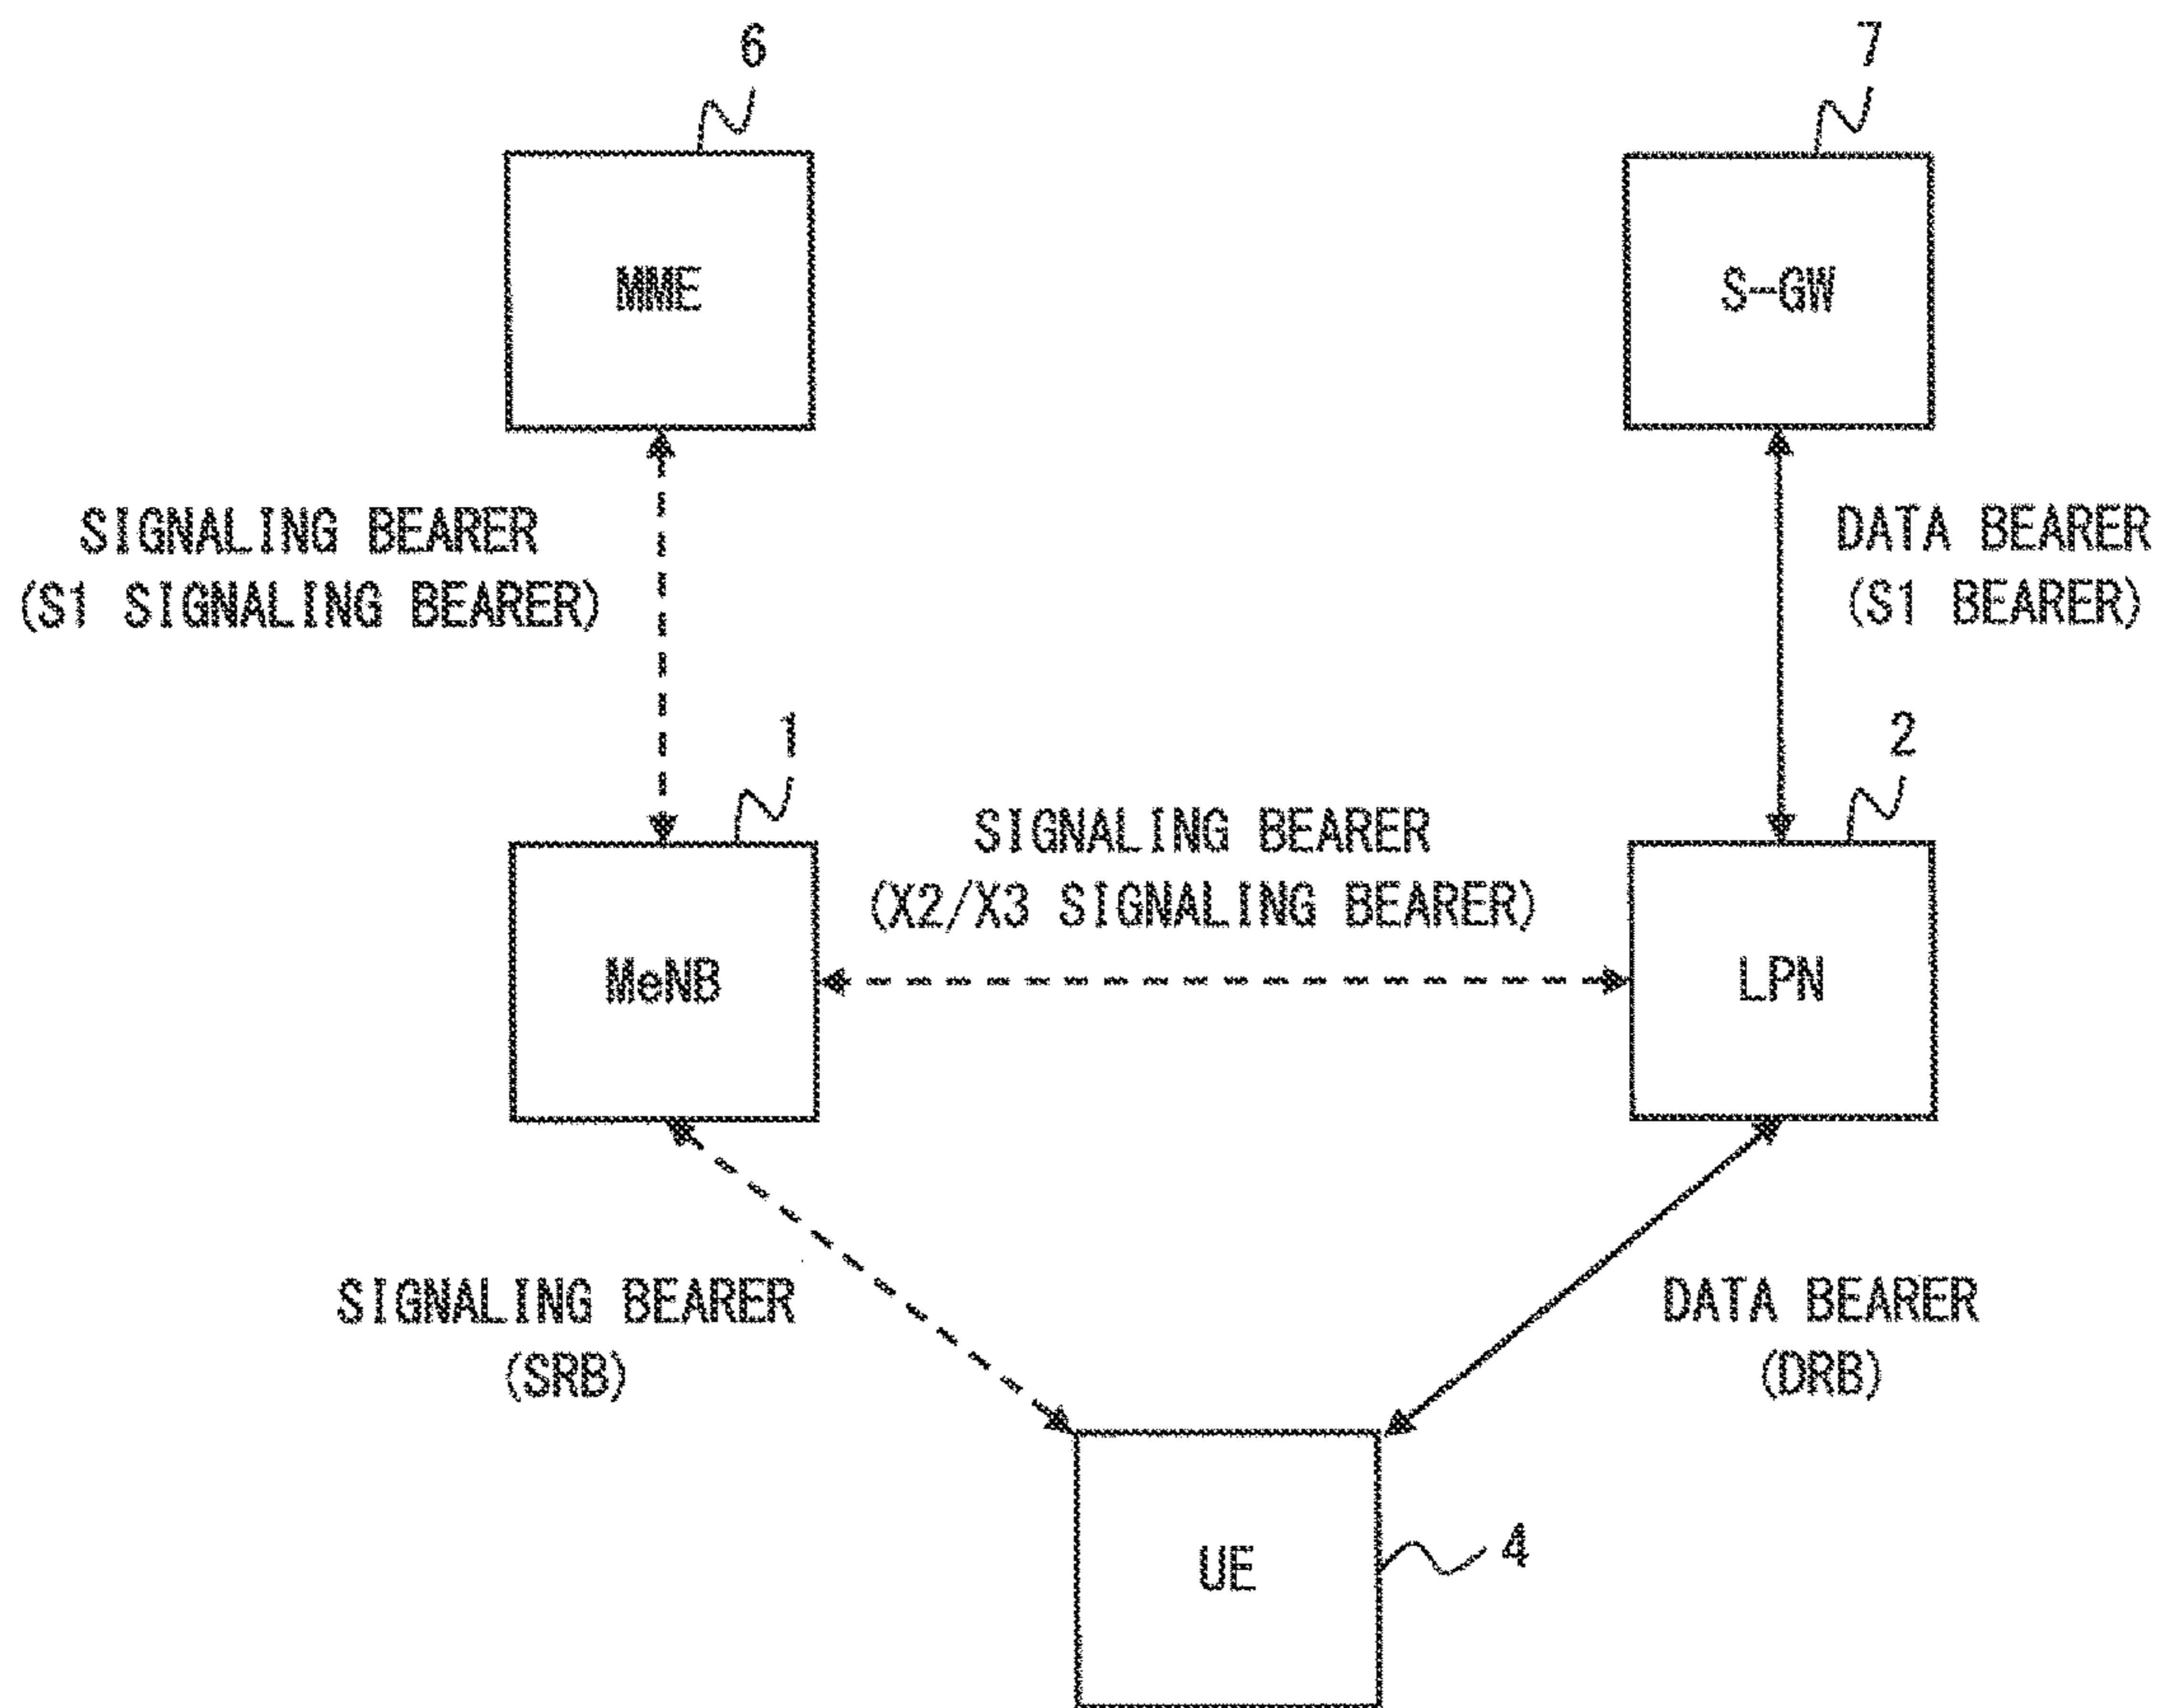 6
7
MME
S-GW
SIGNALING BEARER
(S1 SIGNALING BEARER)
DATA BEARER
(S1 BEARER)
1
2
SIGNALING BEARER
(X2/X3 SIGNALING BEARER)
MeNB
LPN
SIGNALING BEARER
(SRB)
DATA BEARER
(DRB)
UE
4